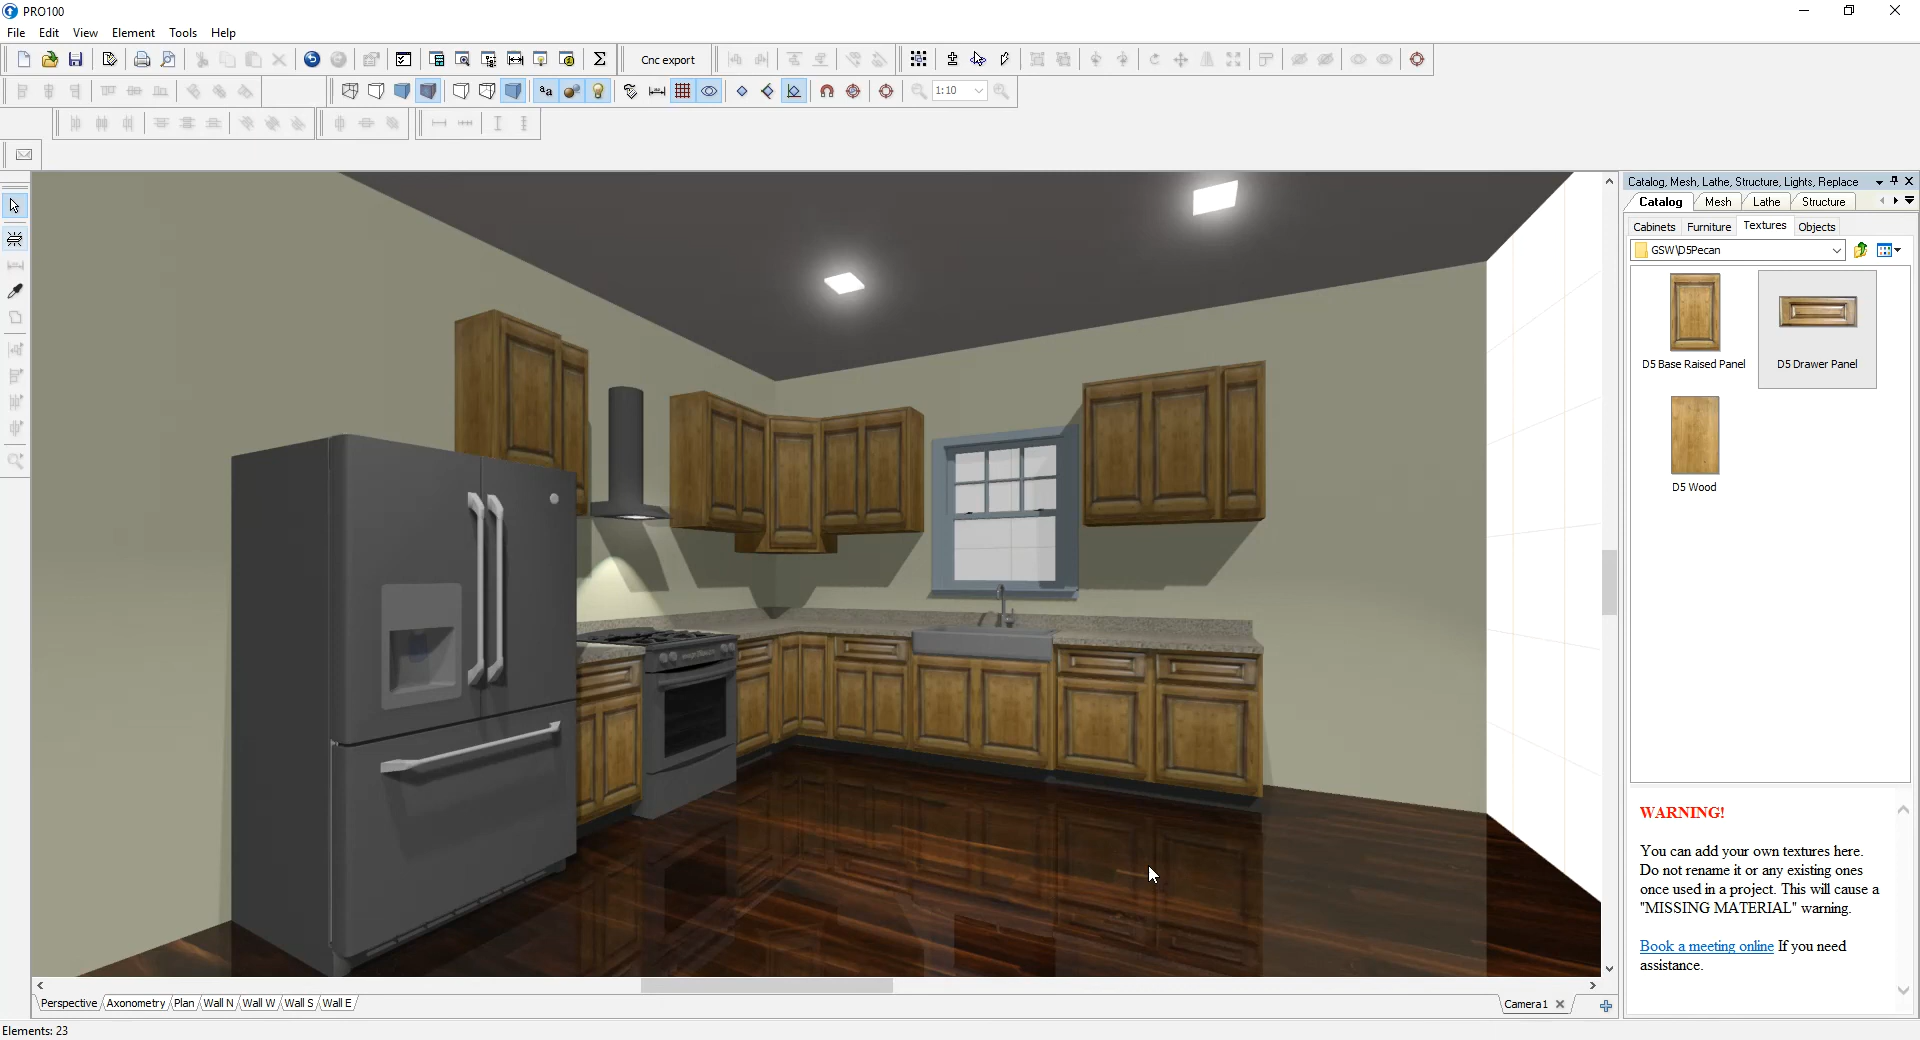 PRO100
File Edit View Element Tools Help
Cnc export
aa
1:10
Catalog, Mesh, Lathe, Structure, Lights, Replace
Catalog Mesh Lathe Structure
Cabinets Furniture Textures Objects
GSW\D5Pecan
D5 Base Raised Panel D5 Drawer Panel
D5 Wood
WARNING!
You can add your own textures here.
Do not rename it or any existing ones
once used in a project. This will cause a
"MISSING MATERIAL" warning.
Book a meeting online If you need
assistance.
Perspective Axonometry Plan Wall N Wall W Wall S Wall E
Camera1
Elements: 23